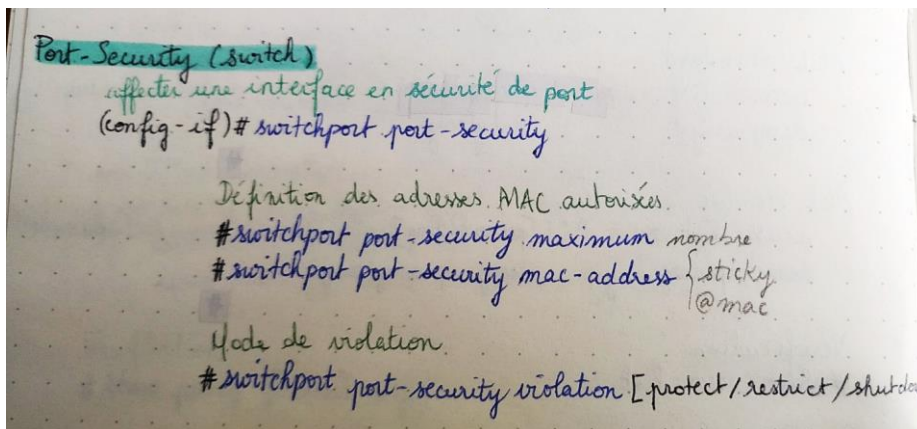 Port-Security (switch)
affecter une interface en sécurité de port
(config-if)# switchport port-security
Définition des adresses MAC autorisées.
#switchport port-security maximum nombre
#switchport port-security mac-address { sticky
@mac
Mode de violation
#switchport port-security violation [protect/restrict/shutdo